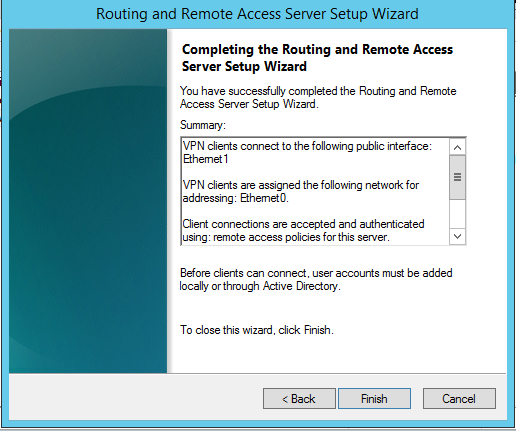 Routing and Remote Access Server Setup Wizard
Completing the Routing and Remote Access
Server Setup Wizard
You have successfully completed the Routing and Remote
Access Server Setup Wizard.
Summary:
VPN clients connect to the following public interface:
Ethernet1
VPN clients are assigned the following network for
addressing: Ethernet0.
Client connections are accepted and authenticated
using: remote access policies for this server.
Before clients can connect, user accounts must be added
locally or through Active Directory.
To close this wizard, click Finish.
< Back
Finish
Cancel